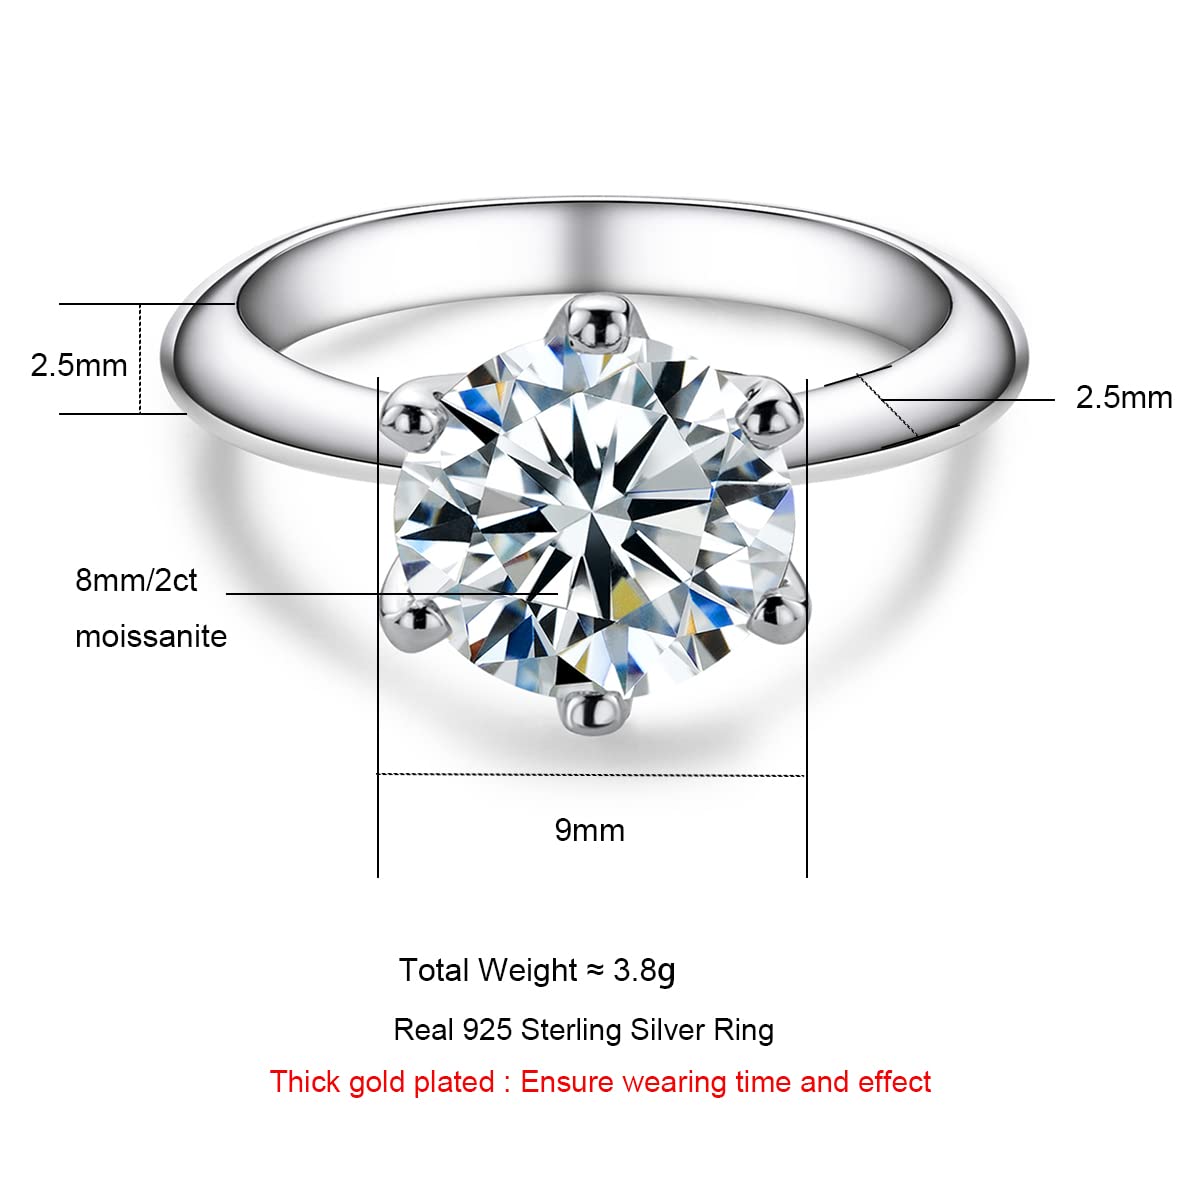 2.5mm
2.5mm
8mm/2ct
moissanite
9mm
Total Weight ≈ 3.8g
Real 925 Sterling Silver Ring
Thick gold plated : Ensure wearing time and effect